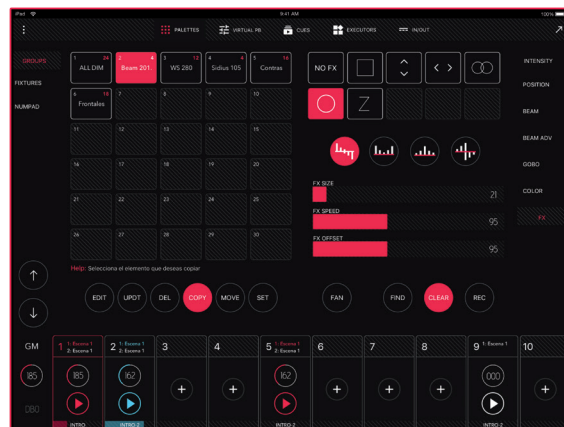 iPad
9:41 AM
100%
PALETTES
VIRTUAL PB
CUES
EXECUTORS
IN/OUT
GROUPS
FIXTURES
NUMPAD
1 24
ALL DIM
2 4
Beam 201.
3 12
WS 280
4 4
Sidius 105
5 16
Contras
6 18
Frontales
7
8
9
10
11
12
13
14
15
16
17
18
19
20
21
22
23
24
25
26
27
28
29
30
NO FX
Z
INTENSITY
POSITION
BEAM
BEAM ADV
GOBO
COLOR
FX
FX SIZE
21
FX SPEED
95
FX OFFSET
95
Help: Selecciona el elemento que deseas copiar
EDIT
UPDT
DEL
COPY
MOVE
SET
FAN
FIND
CLEAR
REC
GM
185
DBO
1
1: Escena 1
2: Escena 1
185
INTRO
2
1: Escena 1
2: Escena 1
162
INTRO-2
3
4
5
1: Escena 1
2: Escena 1
162
INTRO-2
6
7
8
9
1: Escena 1
2: Escena 1
000
INTRO-2
10